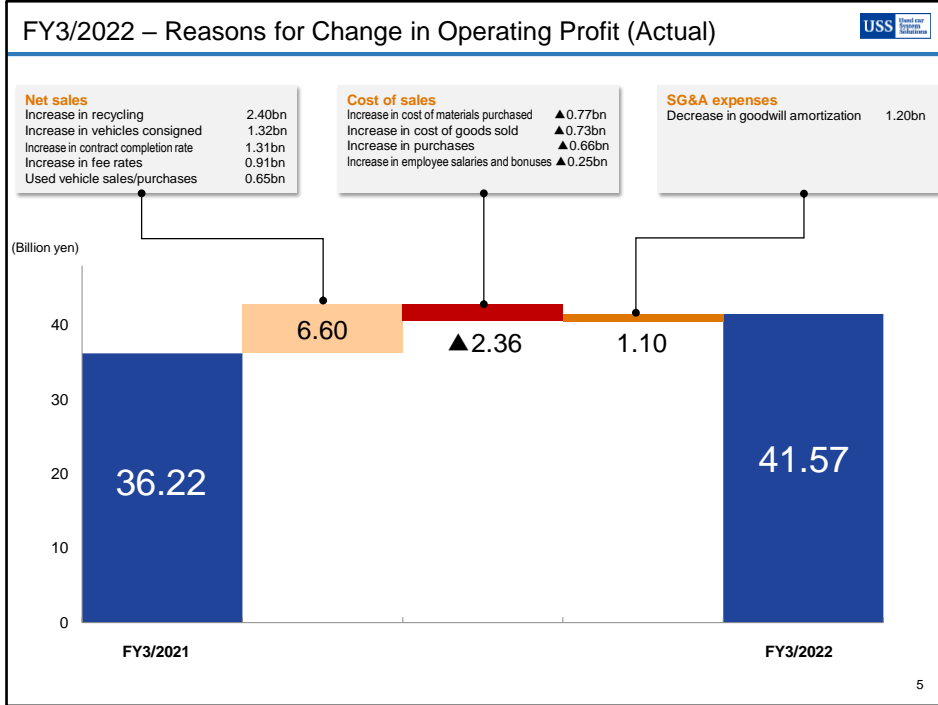 FY3/2022 – Reasons for Change in Operating Profit (Actual)
USS Used car System Solutions
Net sales
Increase in recycling 2.40bn
Increase in vehicles consigned 1.32bn
Increase in contract completion rate 1.31bn
Increase in fee rates 0.91bn
Used vehicle sales/purchases 0.65bn
Cost of sales
Increase in cost of materials purchased ▲0.77bn
Increase in cost of goods sold ▲0.73bn
Increase in purchases ▲0.66bn
Increase in employee salaries and bonuses ▲0.25bn
SG&A expenses
Decrease in goodwill amortization 1.20bn
(Billion yen)
40
30
20
10
0
36.22
6.60
▲2.36
1.10
41.57
FY3/2021
FY3/2022
5